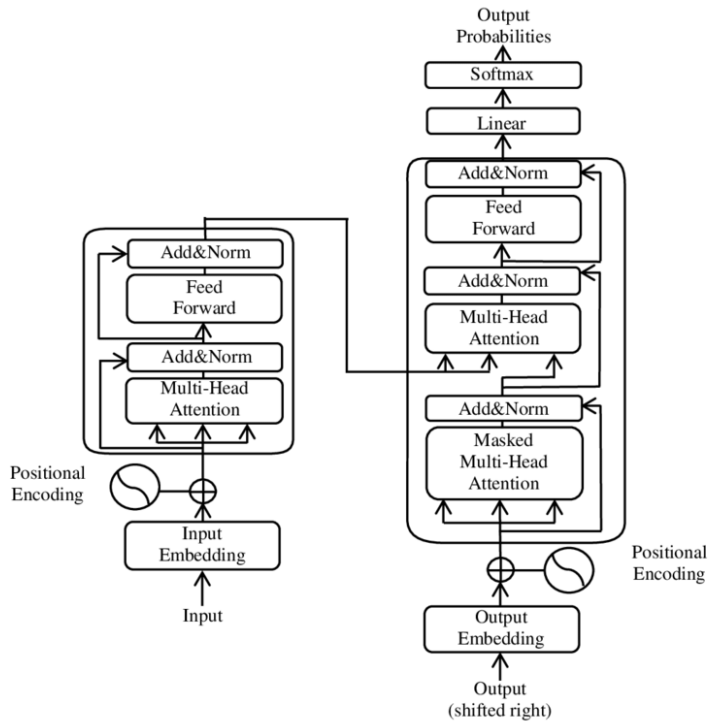 Output
Probabilities
Softmax
Linear
Add&Norm
Feed
Forward
Add&Norm
Multi-Head
Attention
Add&Norm
Masked
Multi-Head
Attention
Positional
Encoding
Output
Embedding
Output
(shifted right)
Add&Norm
Feed
Forward
Add&Norm
Multi-Head
Attention
Positional
Encoding
Input
Embedding
Input